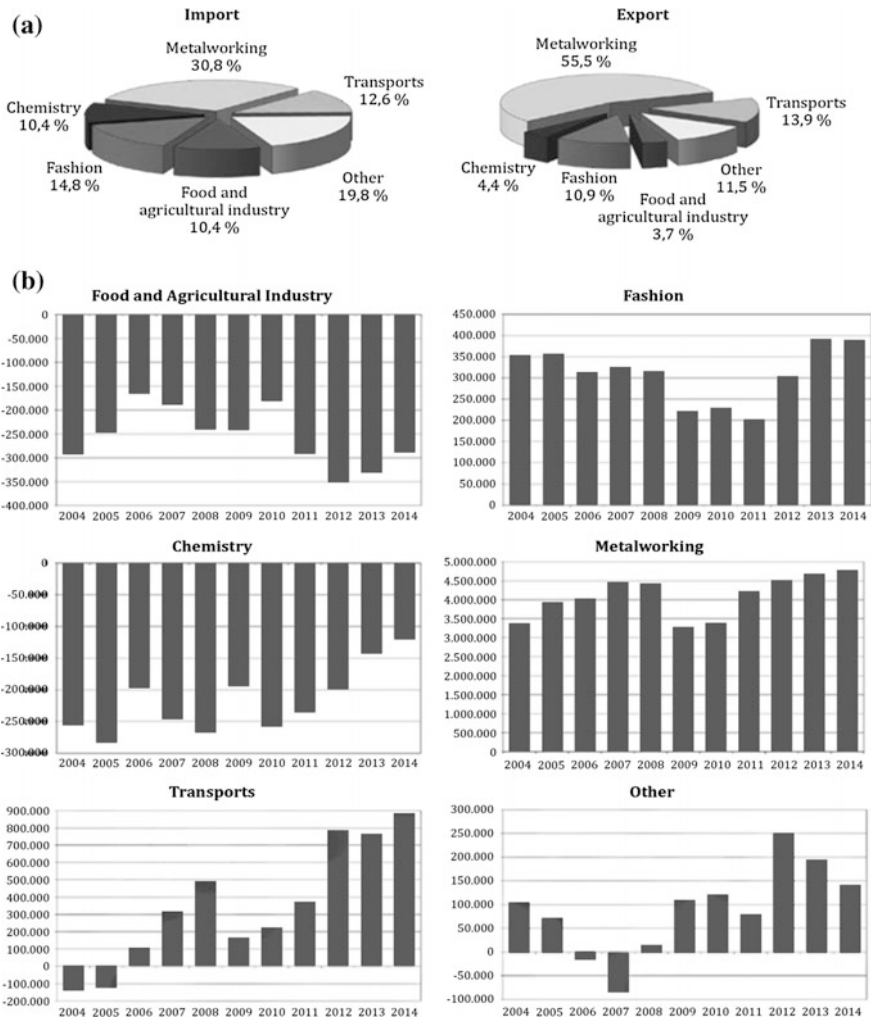 (a)
Import
Metalworking
30,8 %
Transports
12,6 %
Chemistry
10,4 %
Fashion
14,8 %
Food and
agricultural industry
10,4 %
Other
19,8 %
Export
Metalworking
55,5 %
Transports
13,9 %
Chemistry
4,4 %
Fashion
10,9 %
Food and
agricultural industry
3,7 %
Other
11,5 %
(b)
Food and Agricultural Industry
0
-50.000
-100.000
-150.000
-200.000
-250.000
-300.000
-350.000
-400.000
2004 2005 2006 2007 2008 2009 2010 2011 2012 2013 2014
Fashion
450.000
400.000
350.000
300.000
250.000
200.000
150.000
100.000
50.000
0
2004 2005 2006 2007 2008 2009 2010 2011 2012 2013 2014
Chemistry
0
-50.000
-100.000
-150.000
-200.000
-250.000
-300.000
2004 2005 2006 2007 2008 2009 2010 2011 2012 2013 2014
Metalworking
5.000.000
4.500.000
4.000.000
3.500.000
3.000.000
2.500.000
2.000.000
1.500.000
1.000.000
500.000
0
2004 2005 2006 2007 2008 2009 2010 2011 2012 2013 2014
Transports
900.000
800.000
700.000
600.000
500.000
400.000
300.000
200.000
100.000
0
-100.000
-200.000
2004 2005 2006 2007 2008 2009 2010 2011 2012 2013 2014
Other
300.000
250.000
200.000
150.000
100.000
50.000
0
-50.000
-100.000
2004 2005 2006 2007 2008 2009 2010 2011 2012 2013 2014